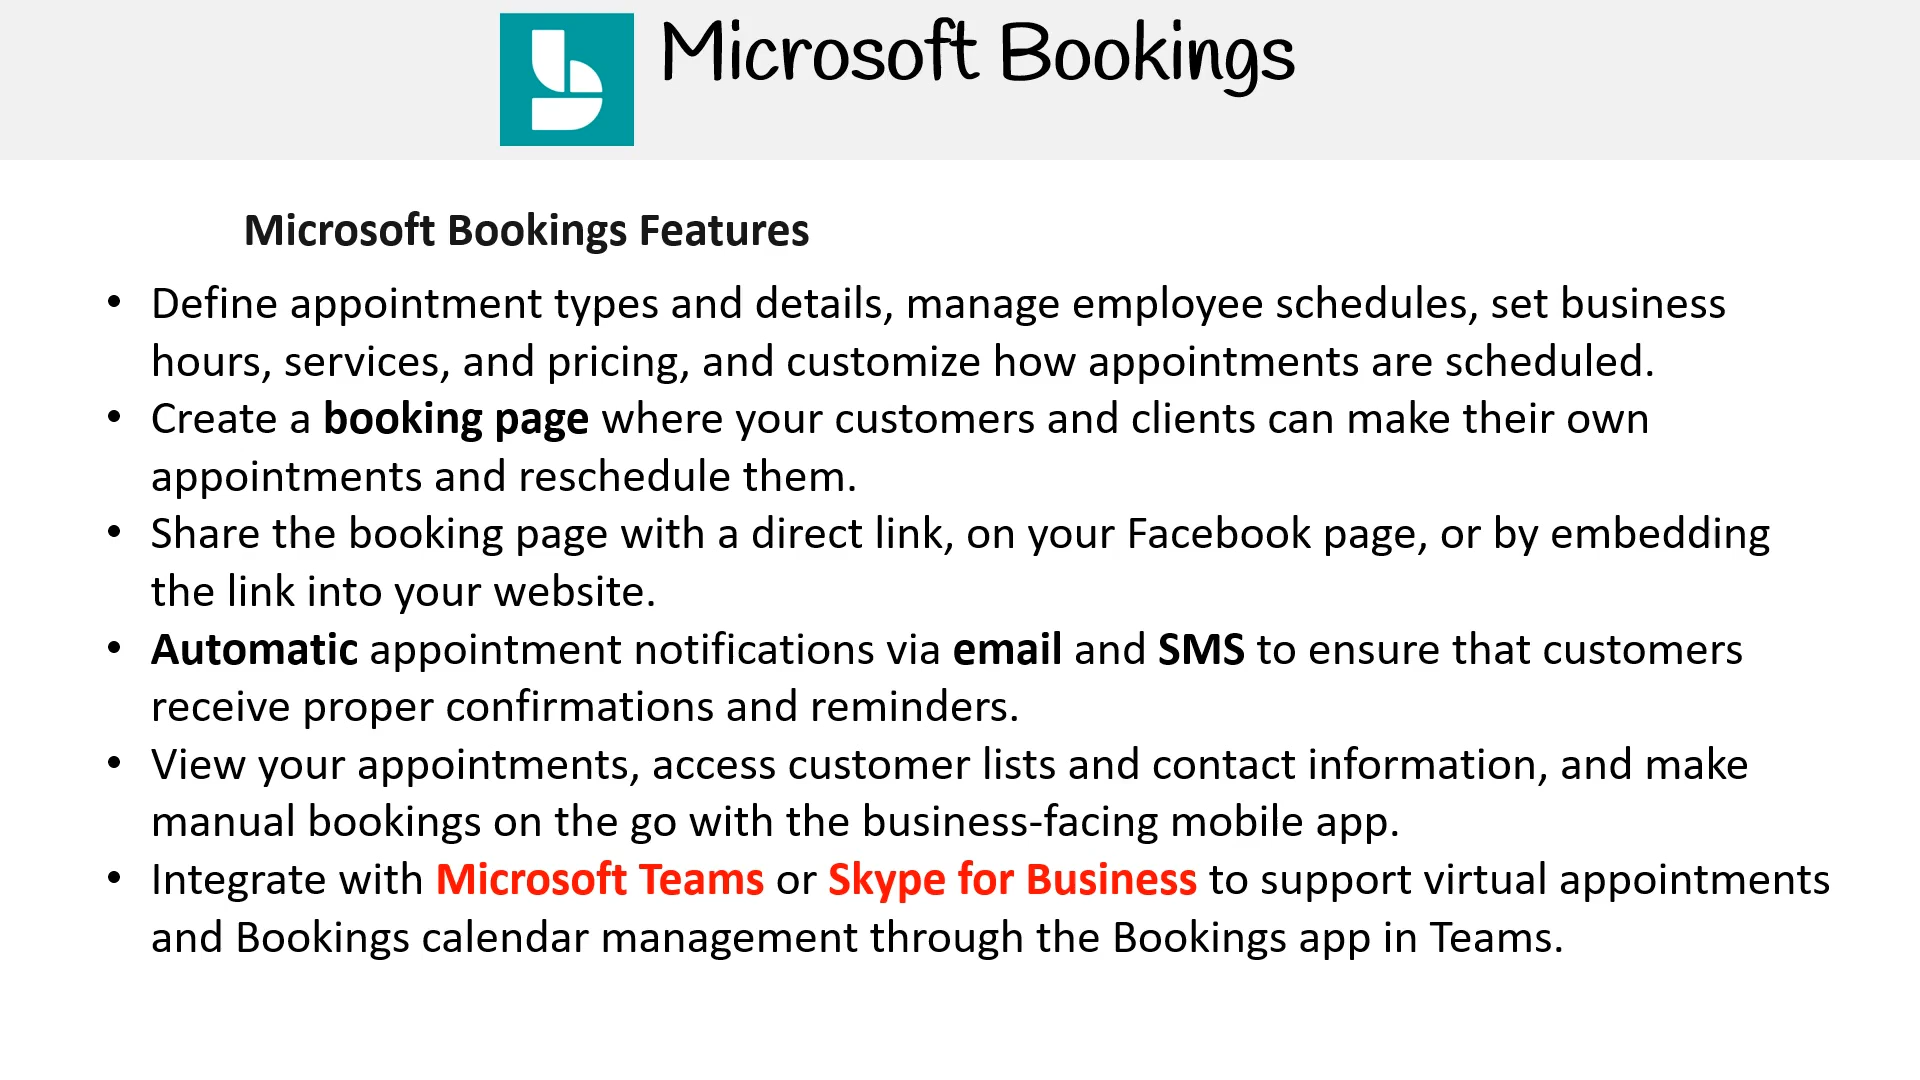 Microsoft Bookings
Microsoft Bookings Features
• Define appointment types and details, manage employee schedules, set business
hours, services, and pricing, and customize how appointments are scheduled.
• Create a booking page where your customers and clients can make their own
appointments and reschedule them.
• Share the booking page with a direct link, on your Facebook page, or by embedding
the link into your website.
• Automatic appointment notifications via email and SMS to ensure that customers
receive proper confirmations and reminders.
• View your appointments, access customer lists and contact information, and make
manual bookings on the go with the business-facing mobile app.
• Integrate with Microsoft Teams or Skype for Business to support virtual appointments
and Bookings calendar management through the Bookings app in Teams.